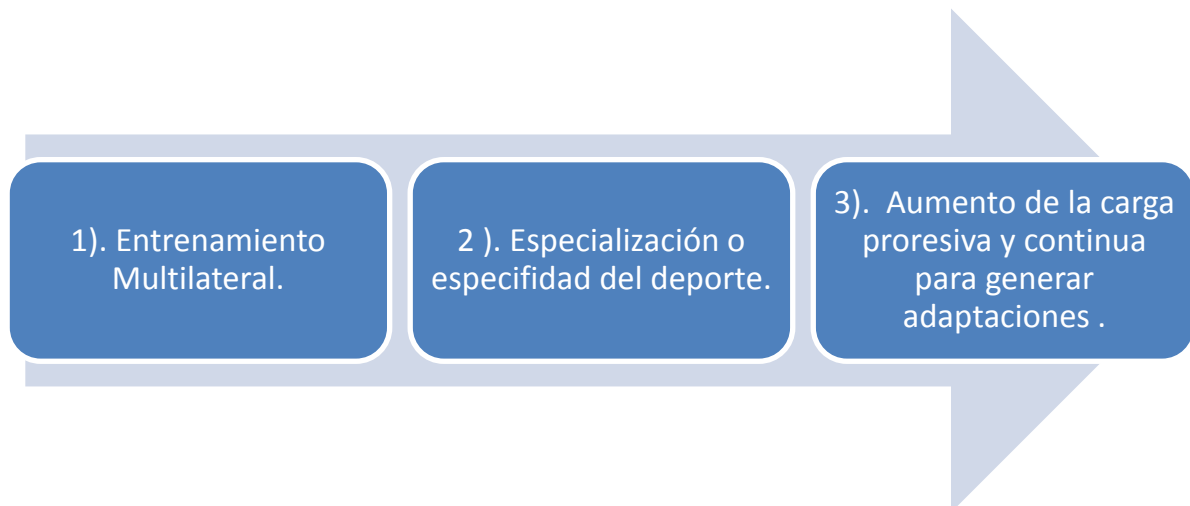 1). Entrenamiento
Multilateral.
2 ). Especialización o
especifidad del deporte.
3).  Aumento de la carga
proresiva y continua
para generar
adaptaciones .